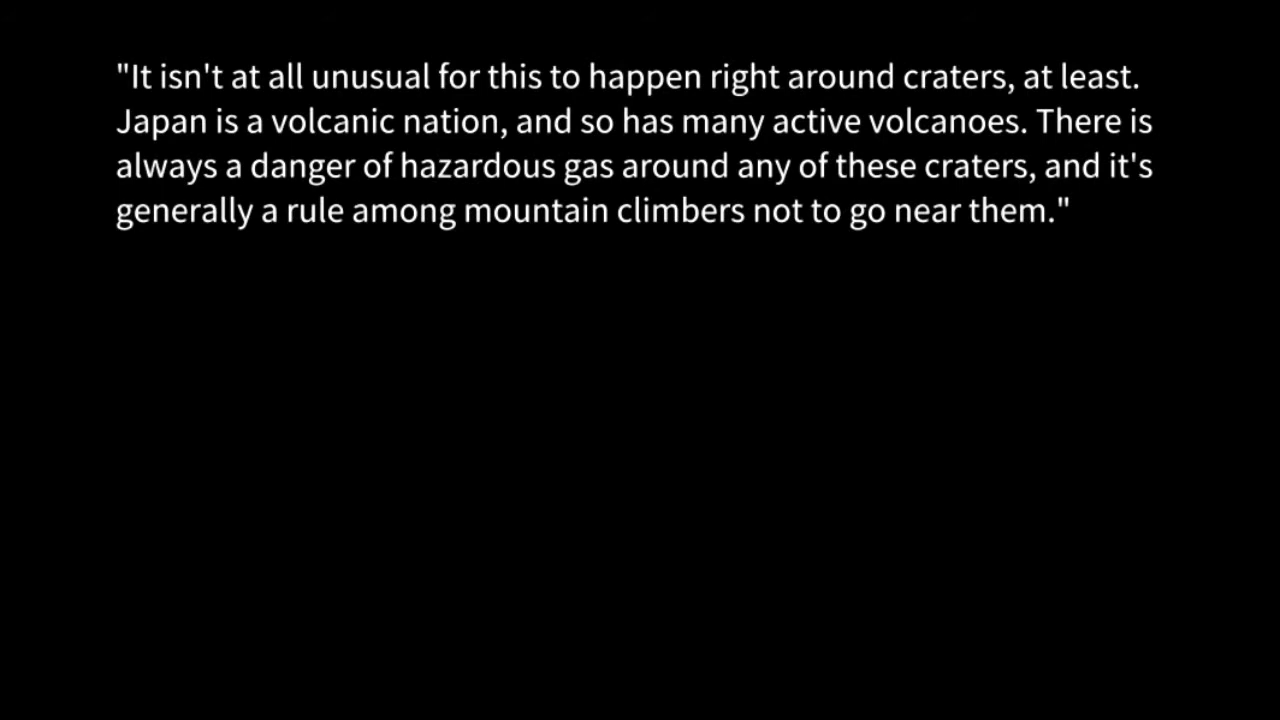 "It isn't at all unusual for this to happen right around craters, at least.
Japan is a volcanic nation, and so has many active volcanoes. There is
always a danger of hazardous gas around any of these craters, and it's
generally a rule among mountain climbers not to go near them."